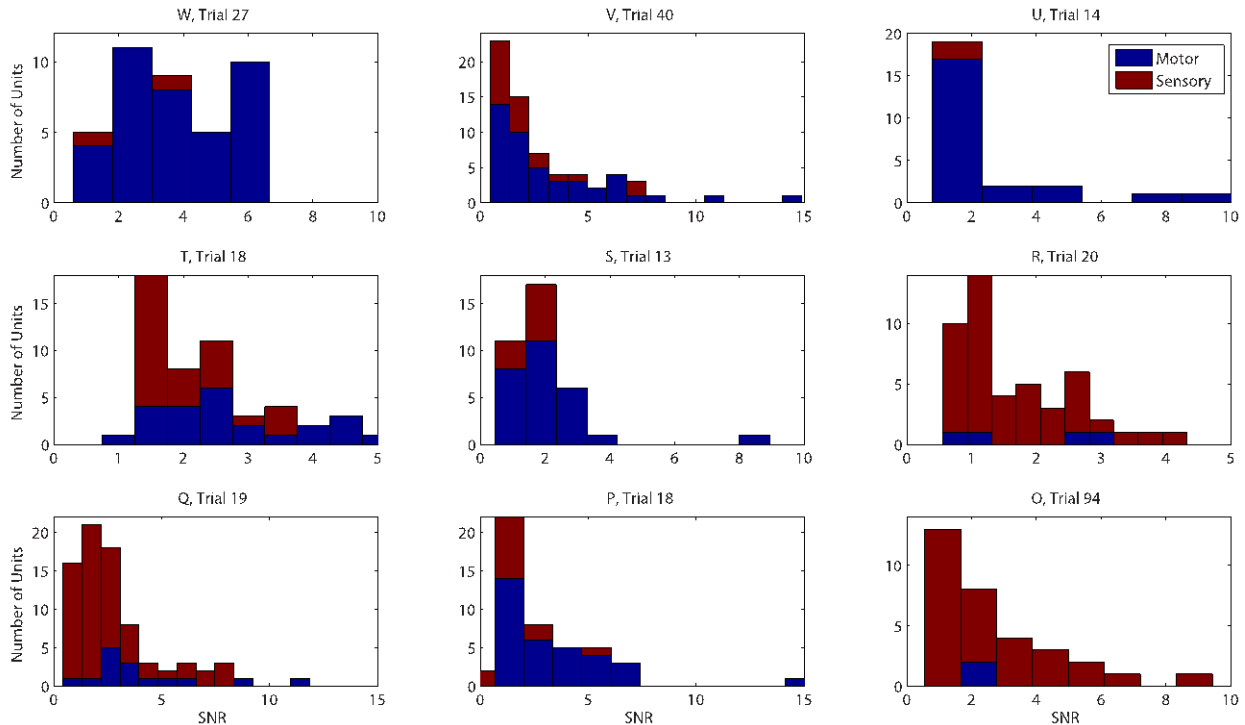 W, Trial 27
V, Trial 40
U, Trial 14
Number of Units
10
5
0
0 2 4 6 8 10
20
15
10
5
0
0 5 10 15
20
15
10
5
0
0 2 4 6 8 10
Motor
Sensory
T, Trial 18
S, Trial 13
R, Trial 20
Number of Units
15
10
5
0
0 1 2 3 4 5
15
10
5
0
0 2 4 6 8 10
10
5
0
0 1 2 3 4 5
Q, Trial 19
P, Trial 18
O, Trial 94
Number of Units
20
15
10
5
0
0 5 10 15
SNR
20
15
10
5
0
0 5 10 15
SNR
10
5
0
0 2 4 6 8 10
SNR